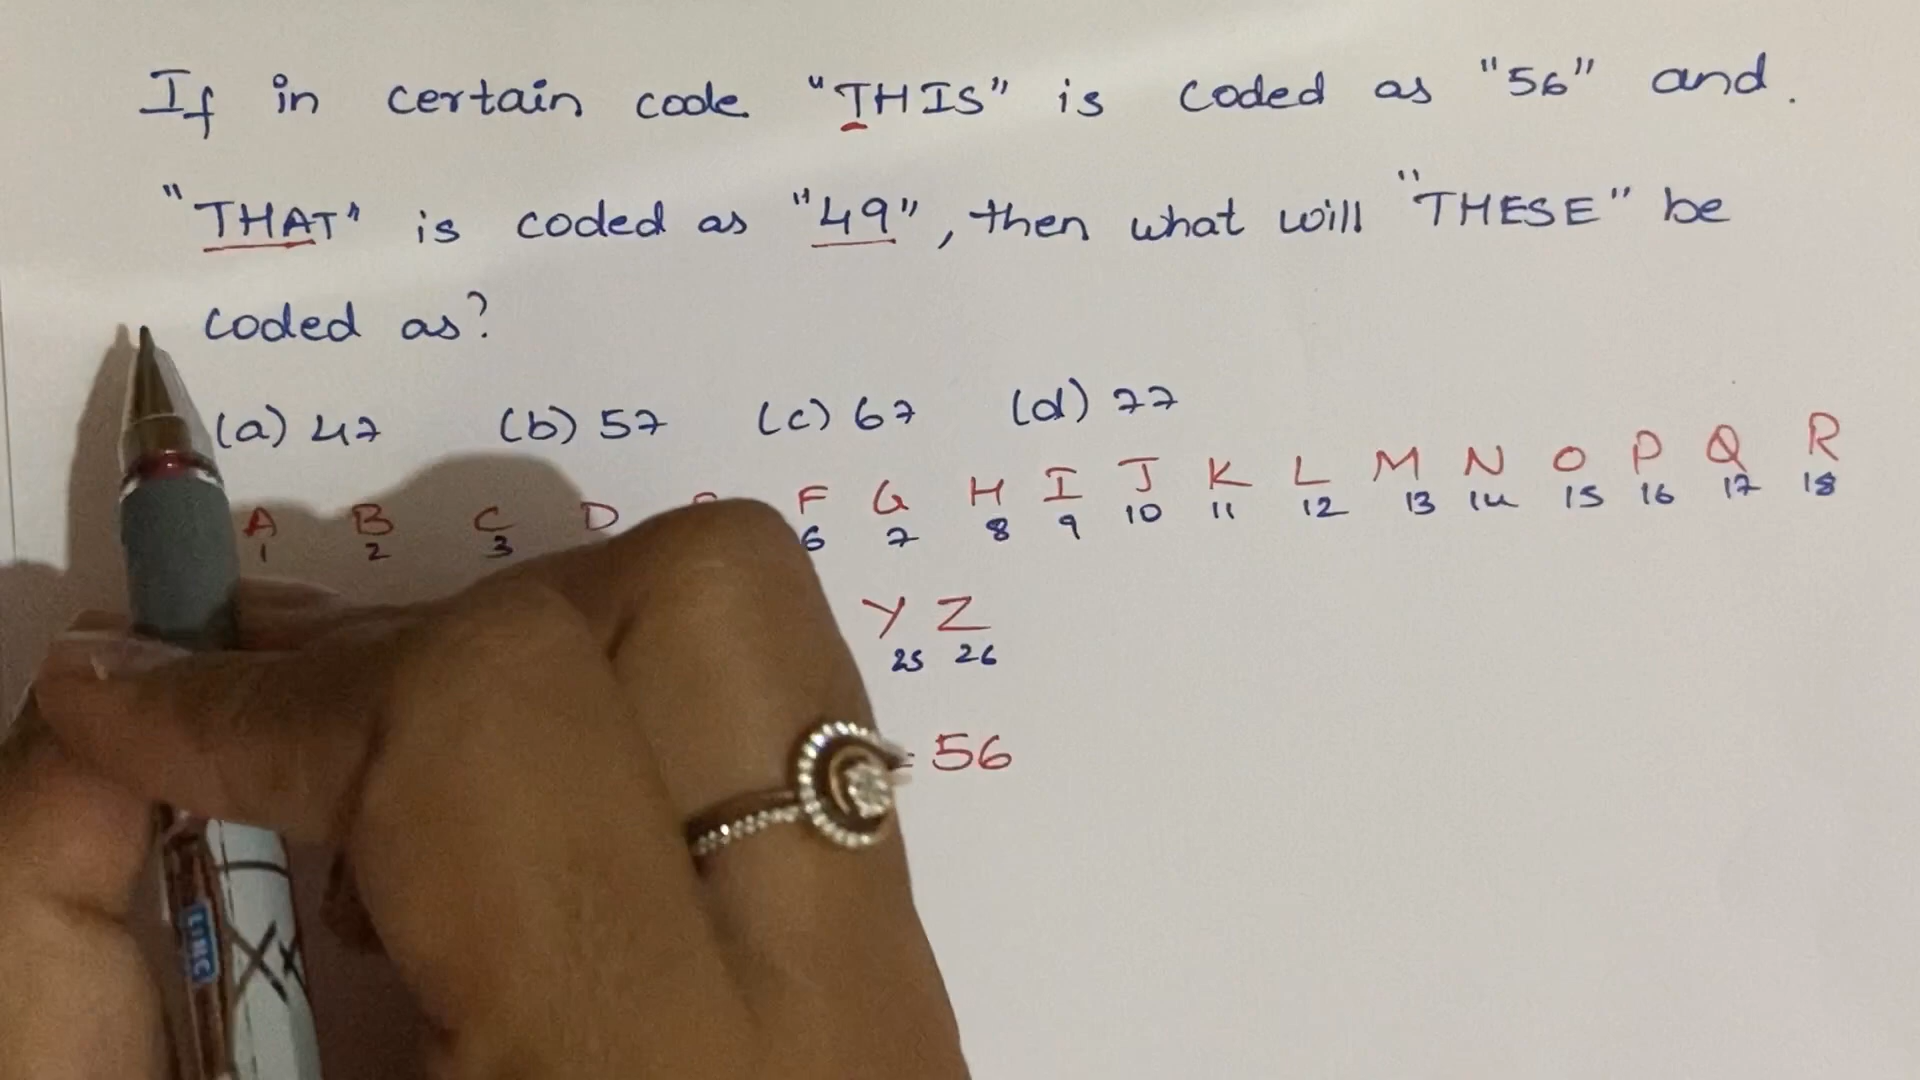 If in certain code "THIS" is coded as "56" and.
"THAT" is coded as "49", then what will "THESE" be
coded as?
(a) 47 (b) 57 (c) 67 (d) 77
A B C D F G H I J K L M N O P Q R
1 2 3 6 7 8 9 10 11 12 13 14 15 16 17 18
Y Z
25 26
= 56
LINC